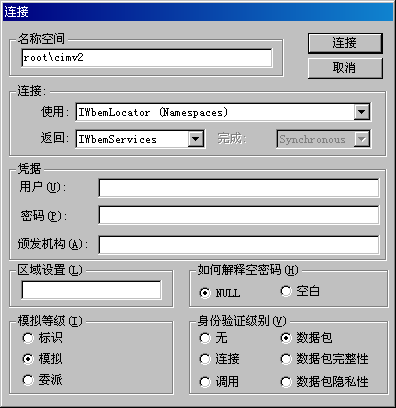 连接
名称空间
root\cimv2
连接
取消
连接:
使用: IWbemLocator (Namespaces)
返回: IWbemServices 完成: Synchronous
凭据
用户(U):
密码(P):
颁发机构(A):
区域设置(L)
如何解释空密码(H)
NULL 空白
模拟等级(I)
标识
模拟
委派
身份验证级别(V)
无 数据包
连接 数据包完整性
调用 数据包隐私性